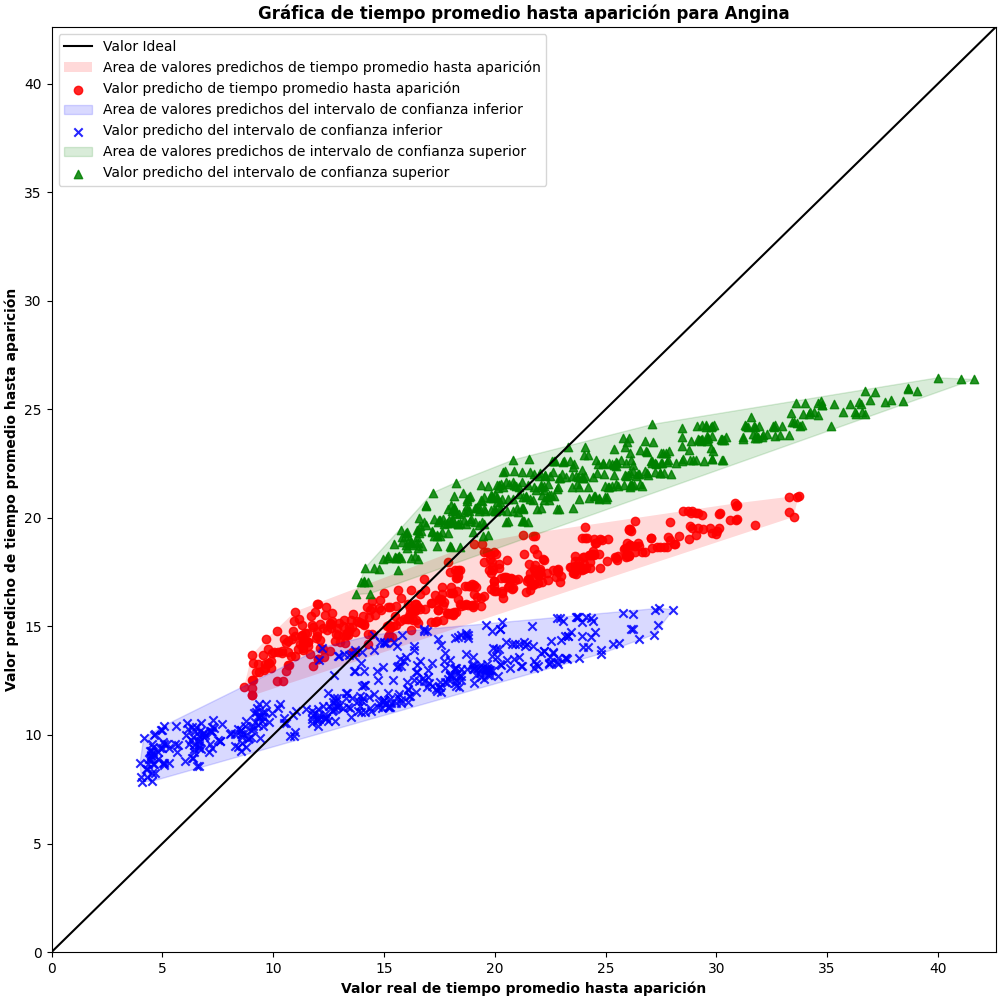 Gráfica de tiempo promedio hasta aparición para Angina
Valor Ideal
Area de valores predichos de tiempo promedio hasta aparición
Valor predicho de tiempo promedio hasta aparición
Area de valores predichos del intervalo de confianza inferior
Valor predicho del intervalo de confianza inferior
Area de valores predichos de intervalo de confianza superior
Valor predicho del intervalo de confianza superior
Valor predicho de tiempo promedio hasta aparición
40
35
30
25
20
15
10
5
0
0 5 10 15 20 25 30 35 40
Valor real de tiempo promedio hasta aparición